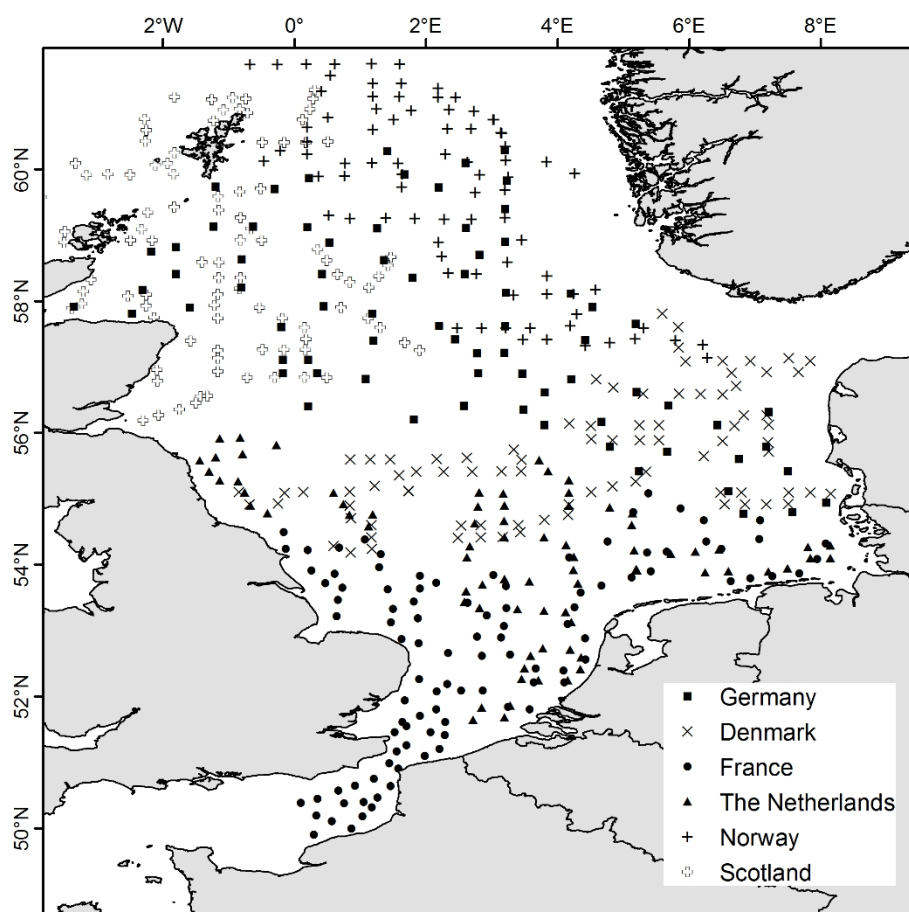 2°W 0° 2°E 4°E 6°E 8°E
60°N
58°N
56°N
54°N
52°N
50°N
Germany
Denmark
France
The Netherlands
Norway
Scotland